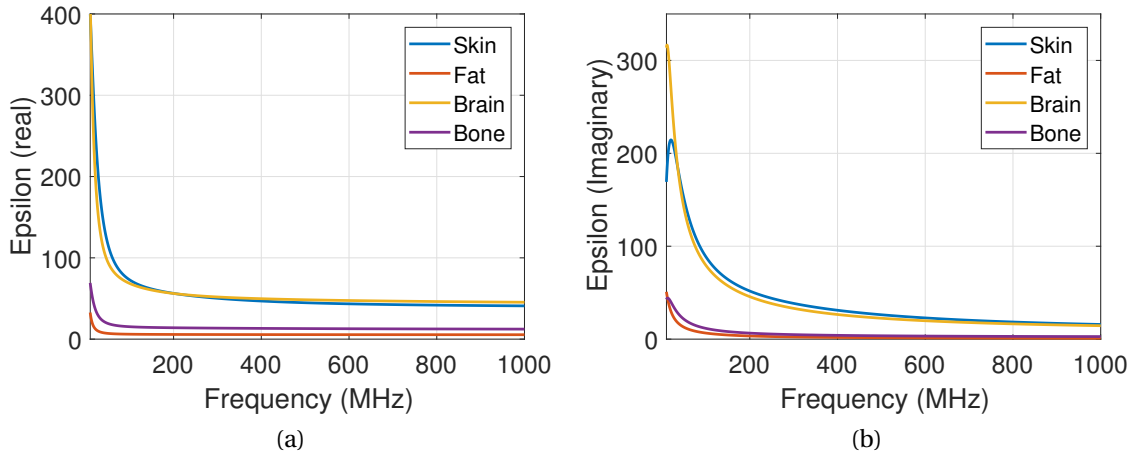 400
300
200
100
0
Epsilon (real)
200 400 600 800 1000
Frequency (MHz)
Skin
Fat
Brain
Bone
(a)
300
200
100
0
Epsilon (Imaginary)
200 400 600 800 1000
Frequency (MHz)
Skin
Fat
Brain
Bone
(b)